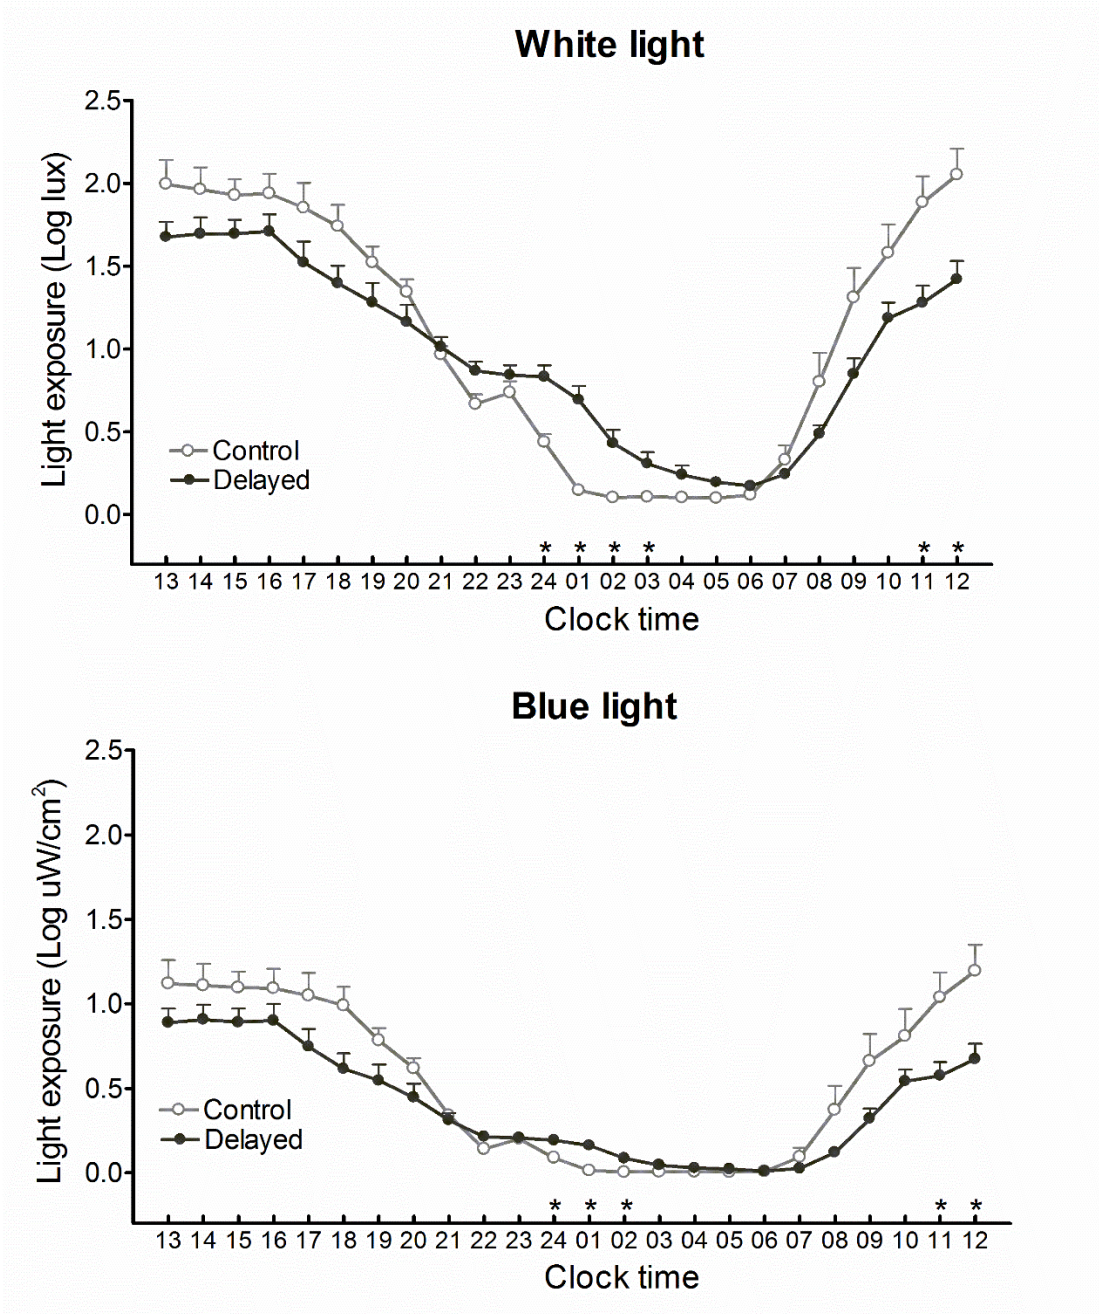 White light
Light exposure (Log lux)
2.5
2.0
1.5
1.0
0.5
0.0
Control
Delayed
* * * * * *
13 14 15 16 17 18 19 20 21 22 23 24 01 02 03 04 05 06 07 08 09 10 11 12
Clock time
Blue light
Light exposure (Log uW/cm²)
2.5
2.0
1.5
1.0
0.5
0.0
Control
Delayed
* * * * *
13 14 15 16 17 18 19 20 21 22 23 24 01 02 03 04 05 06 07 08 09 10 11 12
Clock time